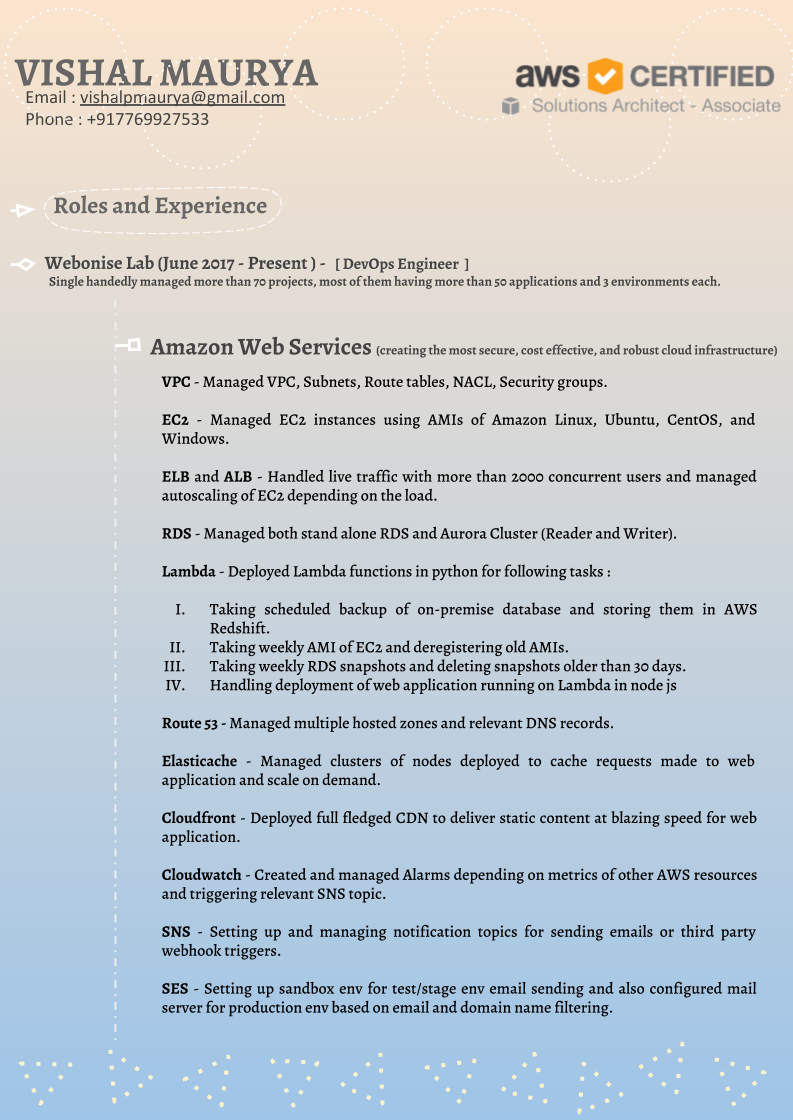 VISHAL MAURYA
Email : vishalpmaurya@gmail.com
Phone : +917769927533
aws CERTIFIED
Solutions Architect - Associate
Roles and Experience
Webonise Lab (June 2017 - Present ) - [ DevOps Engineer ]
Single handedly managed more than 70 projects, most of them having more than 50 applications and 3 environments each.
Amazon Web Services (creating the most secure, cost effective, and robust cloud infrastructure)
VPC - Managed VPC, Subnets, Route tables, NACL, Security groups.
EC2 - Managed EC2 instances using AMIs of Amazon Linux, Ubuntu, CentOS, and
Windows.
ELB and ALB - Handled live traffic with more than 2000 concurrent users and managed
autoscaling of EC2 depending on the load.
RDS - Managed both stand alone RDS and Aurora Cluster (Reader and Writer).
Lambda - Deployed Lambda functions in python for following tasks :
I. Taking scheduled backup of on-premise database and storing them in AWS
Redshift.
II. Taking weekly AMI of EC2 and deregistering old AMIs.
III. Taking weekly RDS snapshots and deleting snapshots older than 30 days.
IV. Handling deployment of web application running on Lambda in node js
Route 53 - Managed multiple hosted zones and relevant DNS records.
Elasticache - Managed clusters of nodes deployed to cache requests made to web
application and scale on demand.
Cloudfront - Deployed full fledged CDN to deliver static content at blazing speed for web
application.
Cloudwatch - Created and managed Alarms depending on metrics of other AWS resources
and triggering relevant SNS topic.
SNS - Setting up and managing notification topics for sending emails or third party
webhook triggers.
SES - Setting up sandbox env for test/stage env email sending and also configured mail
server for production env based on email and domain name filtering.